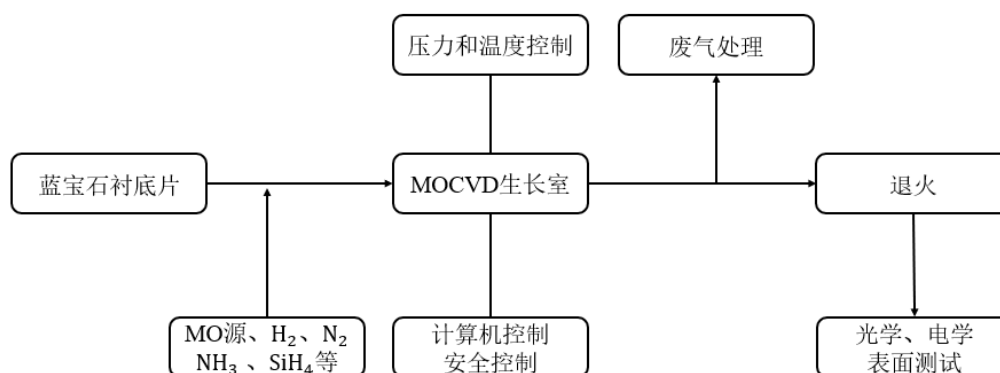 压力和温度控制
废气处理
蓝宝石衬底片
MOCVD生长室
退火
MO源、H₂、N₂
NH₃、SiH₄等
计算机控制
安全控制
光学、电学
表面测试